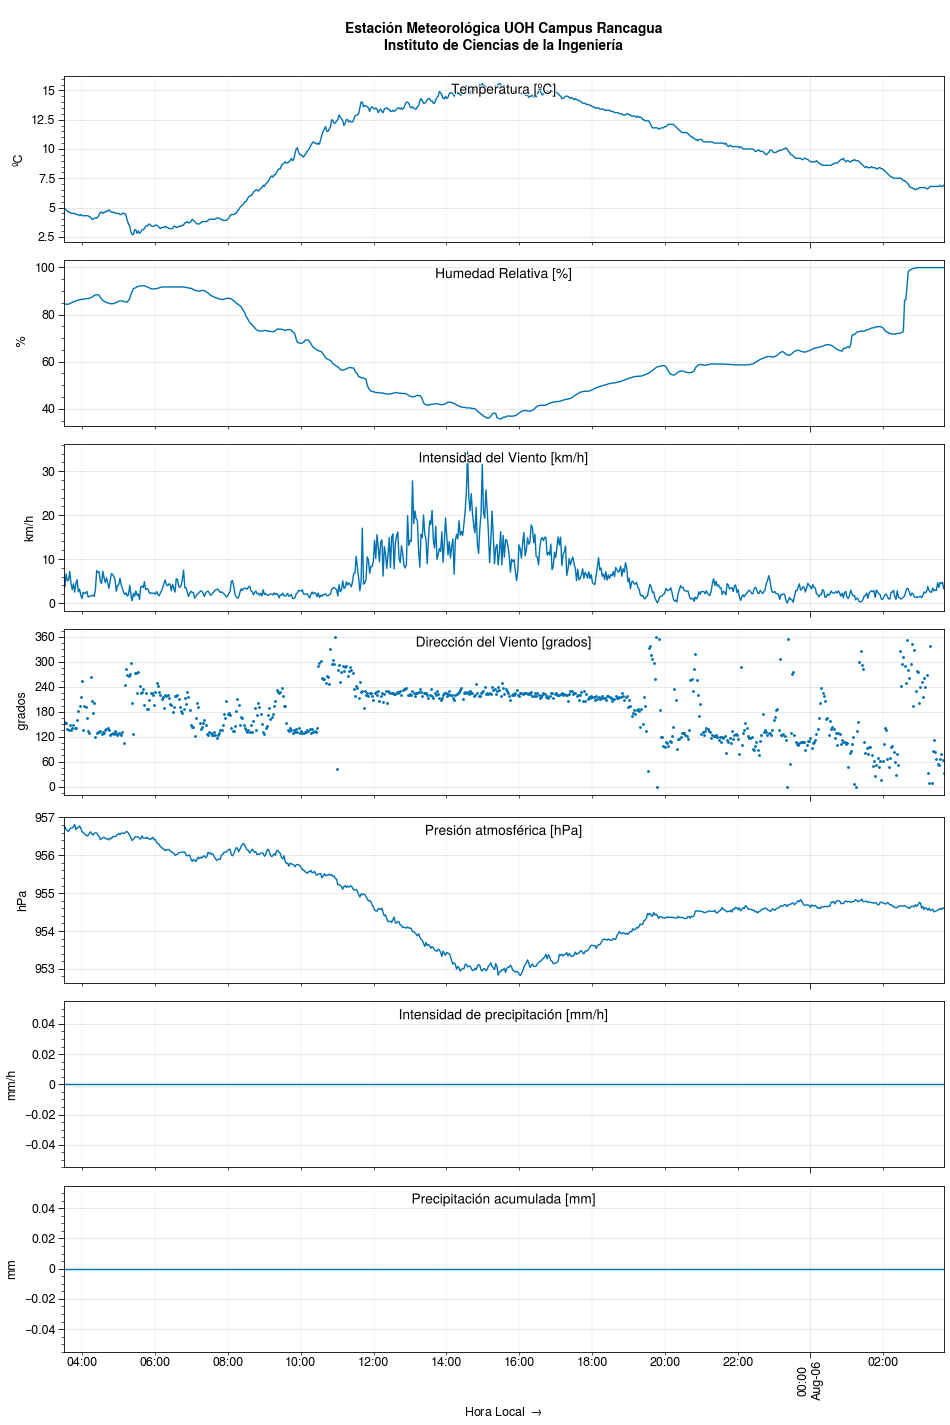 Estación Meteorológica UOH Campus Rancagua
Instituto de Ciencias de la Ingeniería
Temperatura [ºC]
ºC
15
12.5
10
7.5
5
2.5
Humedad Relativa [%]
%
100
80
60
40
Intensidad del Viento [km/h]
km/h
30
20
10
0
Dirección del Viento [grados]
grados
360
300
240
180
120
60
0
Presión atmosférica [hPa]
hPa
957
956
955
954
953
Intensidad de precipitación [mm/h]
mm/h
0.04
0.02
0
−0.02
−0.04
Precipitación acumulada [mm]
mm
0.04
0.02
0
−0.02
−0.04
04:00 06:00 08:00 10:00 12:00 14:00 16:00 18:00 20:00 22:00 00:00 02:00
Aug-06
Hora Local →